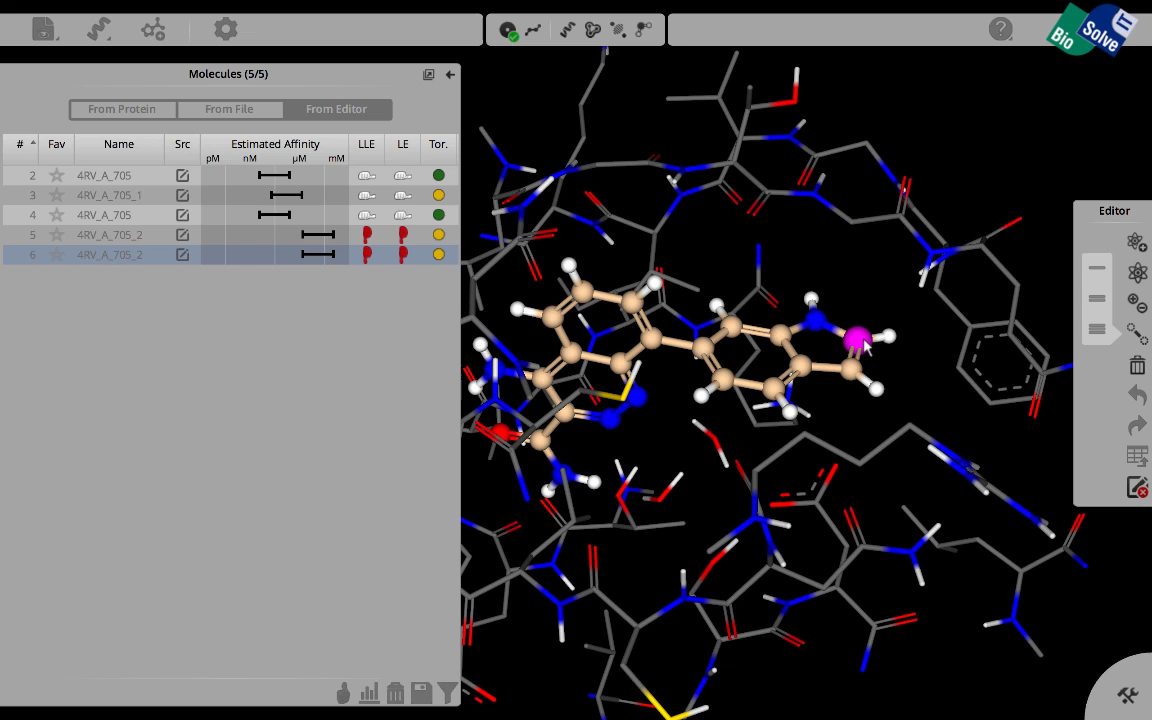 Bio
Solve
IT
Molecules (5/5)
From Protein From File From Editor
# Fav Name Src Estimated Affinity LLE LE Tor.
pM nM µM mM
2 4RV_A_705
3 4RV_A_705_1
4 4RV_A_705
5 4RV_A_705_2
6 4RV_A_705_2
Editor